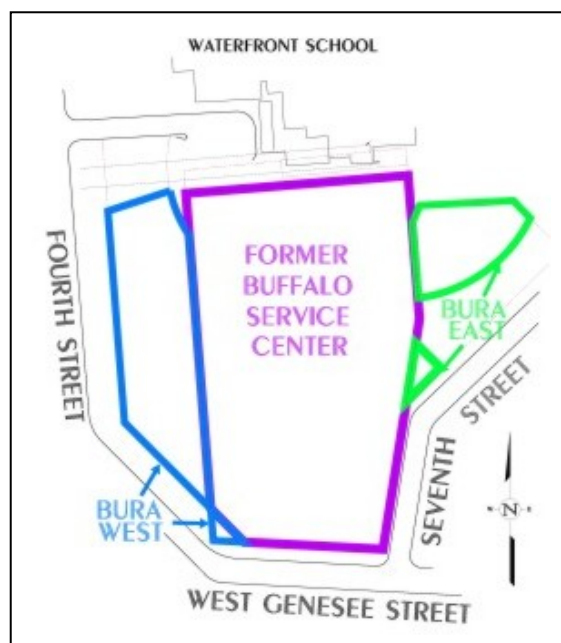 WATERFRONT SCHOOL
FOURTH STREET
FORMER
BUFFALO
SERVICE
CENTER
BURA
EAST
BURA
WEST
SEVENTH STREET
N
WEST GENESEE STREET